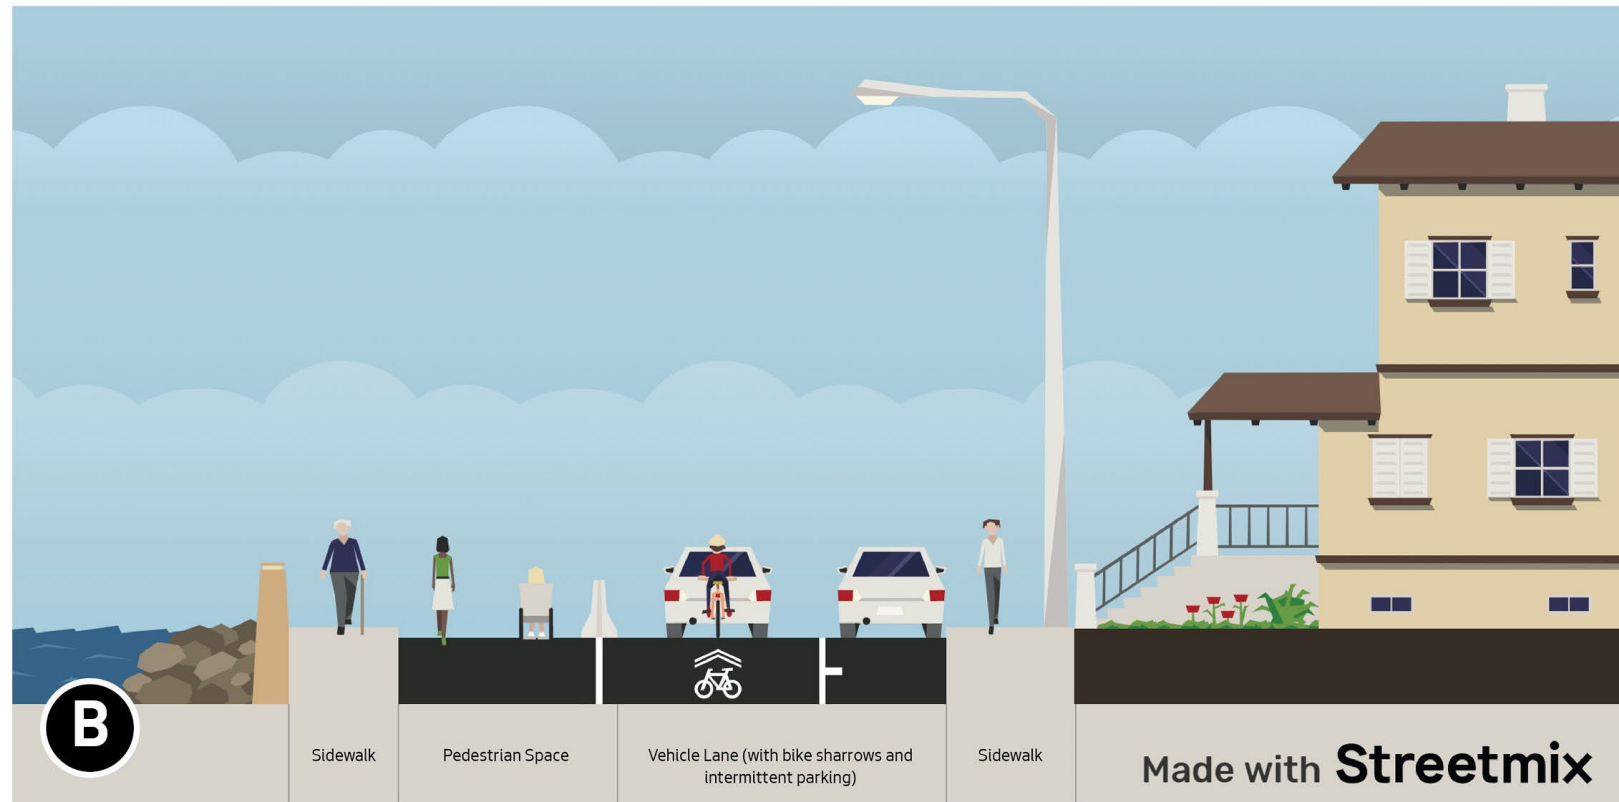 B
Sidewalk
Pedestrian Space
Vehicle Lane (with bike sharrows and
intermittent parking)
Sidewalk
Made with Streetmix